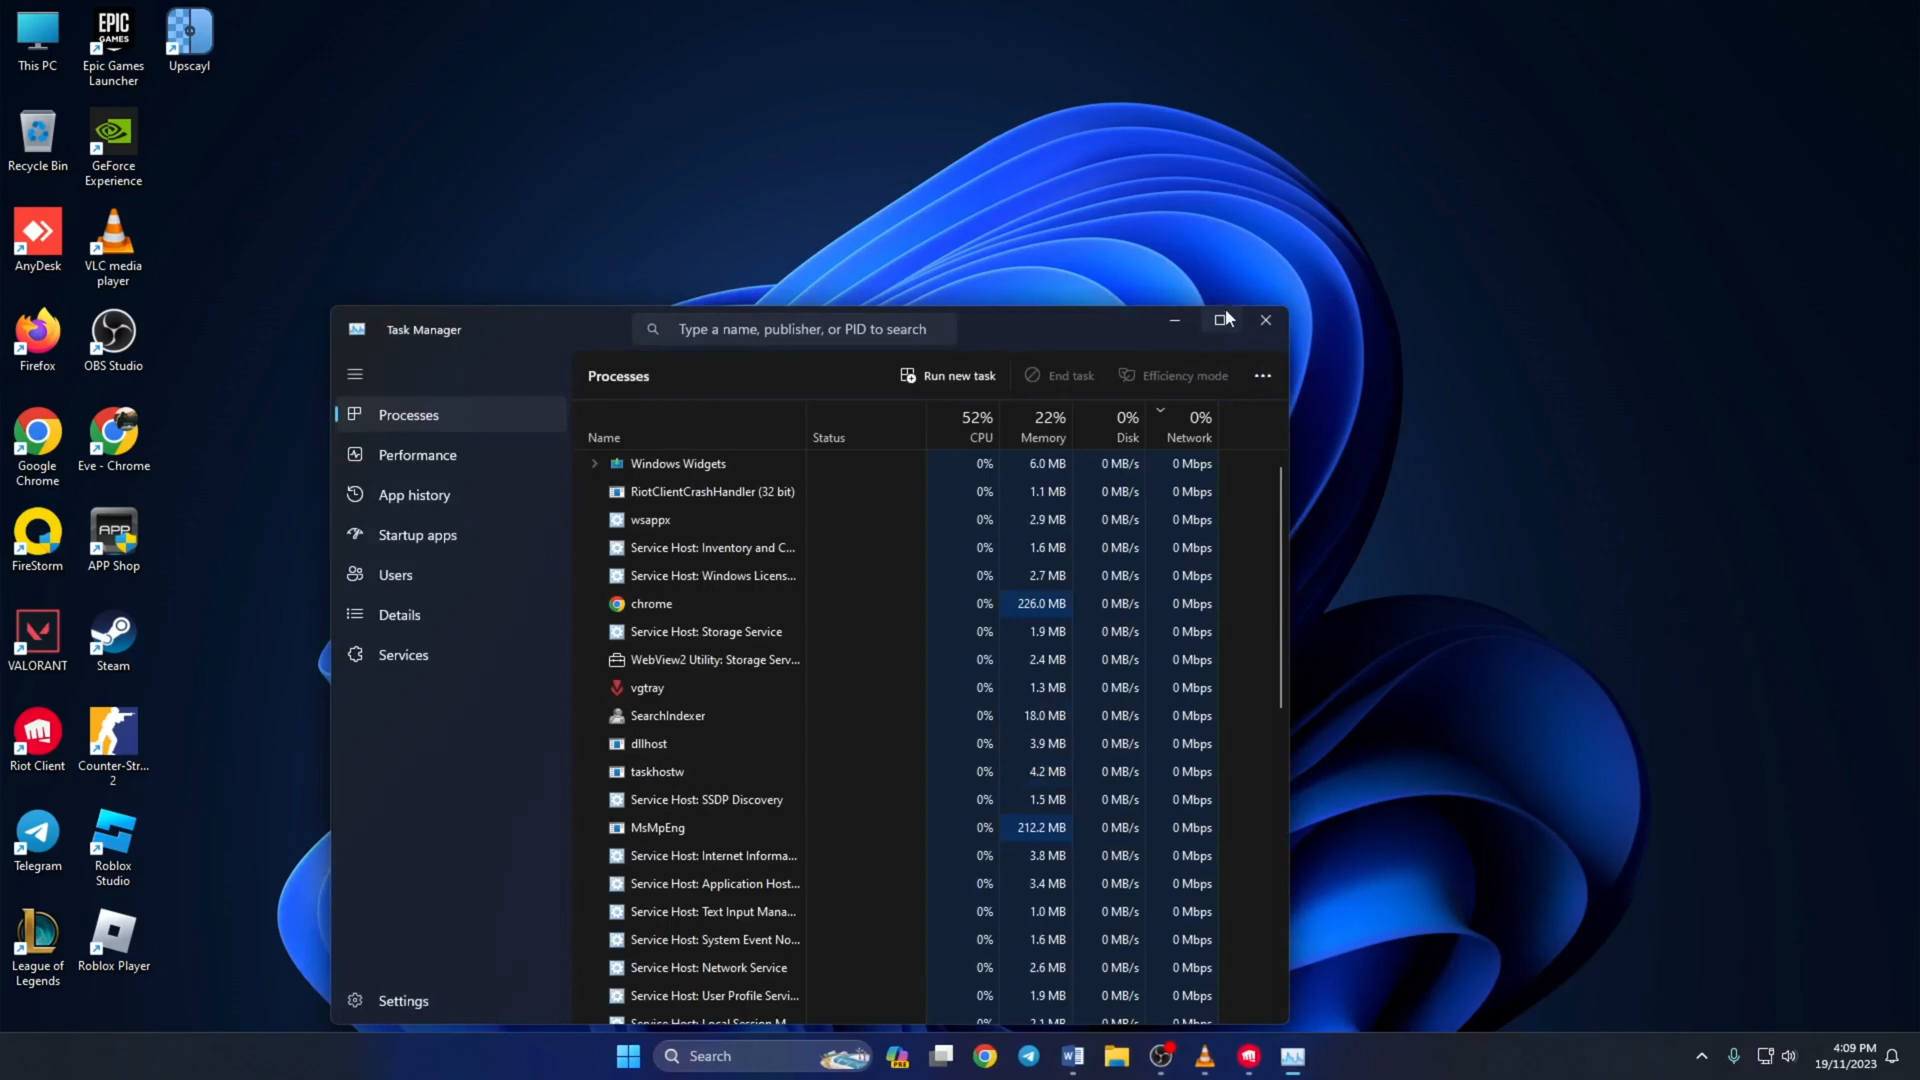 This PC
EPIC
GAMES
Epic Games
Launcher
Upscayl
Recycle Bin
GeForce
Experience
AnyDesk
VLC media
player
Firefox
OBS Studio
Google
Chrome
Eve - Chrome
FireStorm
APP
APP Shop
VALORANT
Steam
Riot Client
Counter-Str...
2
Telegram
Roblox
Studio
League of
Legends
Roblox Player
Task Manager
Type a name, publisher, or PID to search
Processes
Performance
App history
Startup apps
Users
Details
Services
Settings
Processes
Run new task
End task
Efficiency mode
52% 22% 0% 0%
Name Status CPU Memory Disk Network
Windows Widgets 0% 6.0 MB 0 MB/s 0 Mbps
RiotClientCrashHandler (32 bit) 0% 1.1 MB 0 MB/s 0 Mbps
wsappx 0% 2.9 MB 0 MB/s 0 Mbps
Service Host: Inventory and C... 0% 1.6 MB 0 MB/s 0 Mbps
Service Host: Windows Licens... 0% 2.7 MB 0 MB/s 0 Mbps
chrome 0% 226.0 MB 0 MB/s 0 Mbps
Service Host: Storage Service 0% 1.9 MB 0 MB/s 0 Mbps
WebView2 Utility: Storage Serv... 0% 2.4 MB 0 MB/s 0 Mbps
vgtray 0% 1.3 MB 0 MB/s 0 Mbps
SearchIndexer 0% 18.0 MB 0 MB/s 0 Mbps
dllhost 0% 3.9 MB 0 MB/s 0 Mbps
taskhostw 0% 4.2 MB 0 MB/s 0 Mbps
Service Host: SSDP Discovery 0% 1.5 MB 0 MB/s 0 Mbps
MsMpEng 0% 212.2 MB 0 MB/s 0 Mbps
Service Host: Internet Informa... 0% 3.8 MB 0 MB/s 0 Mbps
Service Host: Application Host... 0% 3.4 MB 0 MB/s 0 Mbps
Service Host: Text Input Mana... 0% 1.0 MB 0 MB/s 0 Mbps
Service Host: System Event No... 0% 1.6 MB 0 MB/s 0 Mbps
Service Host: Network Service 0% 2.6 MB 0 MB/s 0 Mbps
Service Host: User Profile Servi... 0% 1.9 MB 0 MB/s 0 Mbps
Service Host: Local Session M... 0% 2.1 MB 0 MB/s 0 Mbps
Search
PRE
4:09 PM
19/11/2023